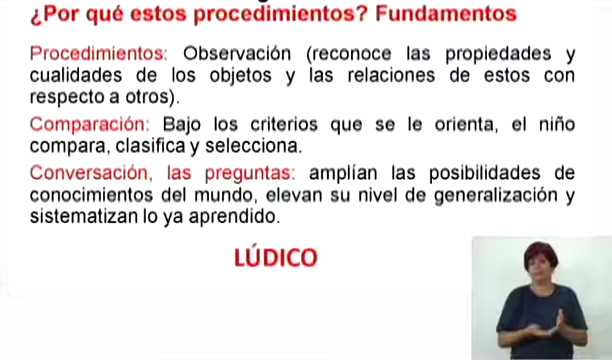 ¿Por qué estos procedimientos? Fundamentos
Procedimientos: Observación (reconoce las propiedades y
cualidades de los objetos y las relaciones de estos con
respecto a otros).
Comparación: Bajo los criterios que se le orienta, el niño
compara, clasifica y selecciona.
Conversación, las preguntas: amplían las posibilidades de
conocimientos del mundo, elevan su nivel de generalización y
sistematizan lo ya aprendido.
LÚDICO